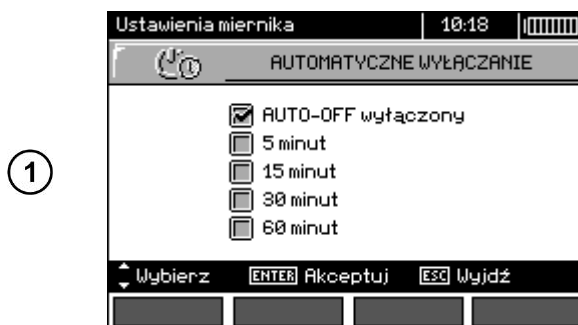 Ustawienia miernika 10:18
AUTOMATYCZNE WYŁĄCZANIE
AUTO-OFF wyłączony
5 minut
15 minut
1
30 minut
60 minut
Wybierz ENTER Akceptuj ESC Wyjdź